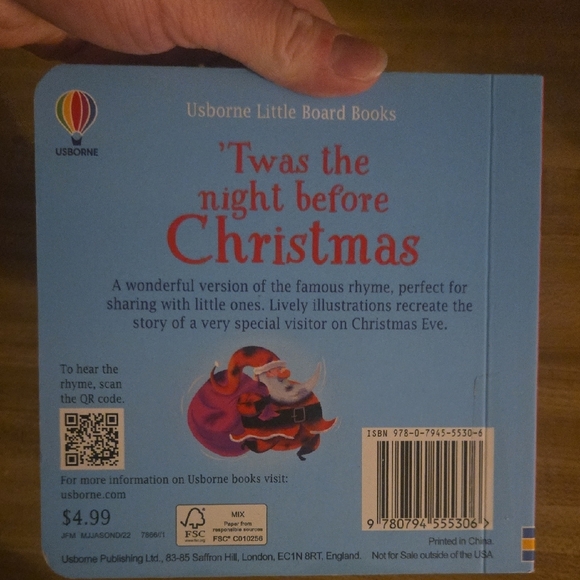 Usborne Little Board Books
USBORNE
'Twas the
night before
Christmas
A wonderful version of the famous rhyme, perfect for
sharing with little ones. Lively illustrations recreate the
story of a very special visitor on Christmas Eve.
To hear the
rhyme, scan
the QR code.
ISBN 978-0-7945-5530-6
9 780794 555306 >
For more information on Usborne books visit:
usborne.com
$4.99
JFM MJJASOND/22
FSC
MIX
Paper from
responsible sources
FSC® C010256
Printed in China.
Usborne Publishing Ltd., 83-85 Saffron Hill, London, EC1N 8RT, England. Not for Sale outside of the USA.